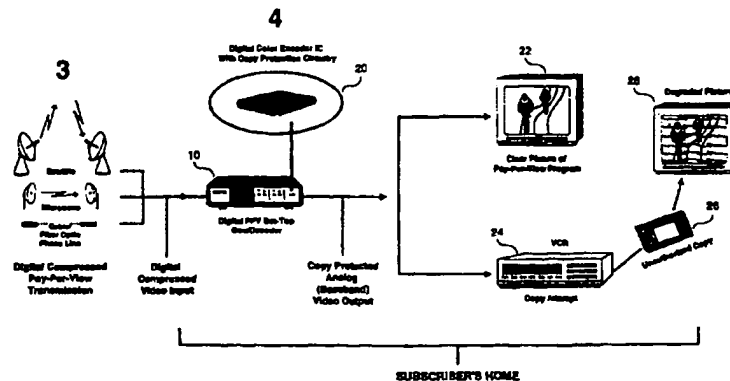 4
Digital Color Encoder IC
With Copy Protection Circuitry
20
3
22
28
Degraded Picture
10
Satellite
Microwave
Fiber Optic
Phone Line
Digital PPV Set-Top
Box/Decoder
Clear Picture of
Pay-Per-View Program
24
VCR
26
Unauthorized Copy
Copy Attempt
Digital Compressed
Pay-Per-View
Transmission
Digital
Compressed
Video Input
Copy Protected
Analog
(Baseband)
Video Output
SUBSCRIBER'S HOME